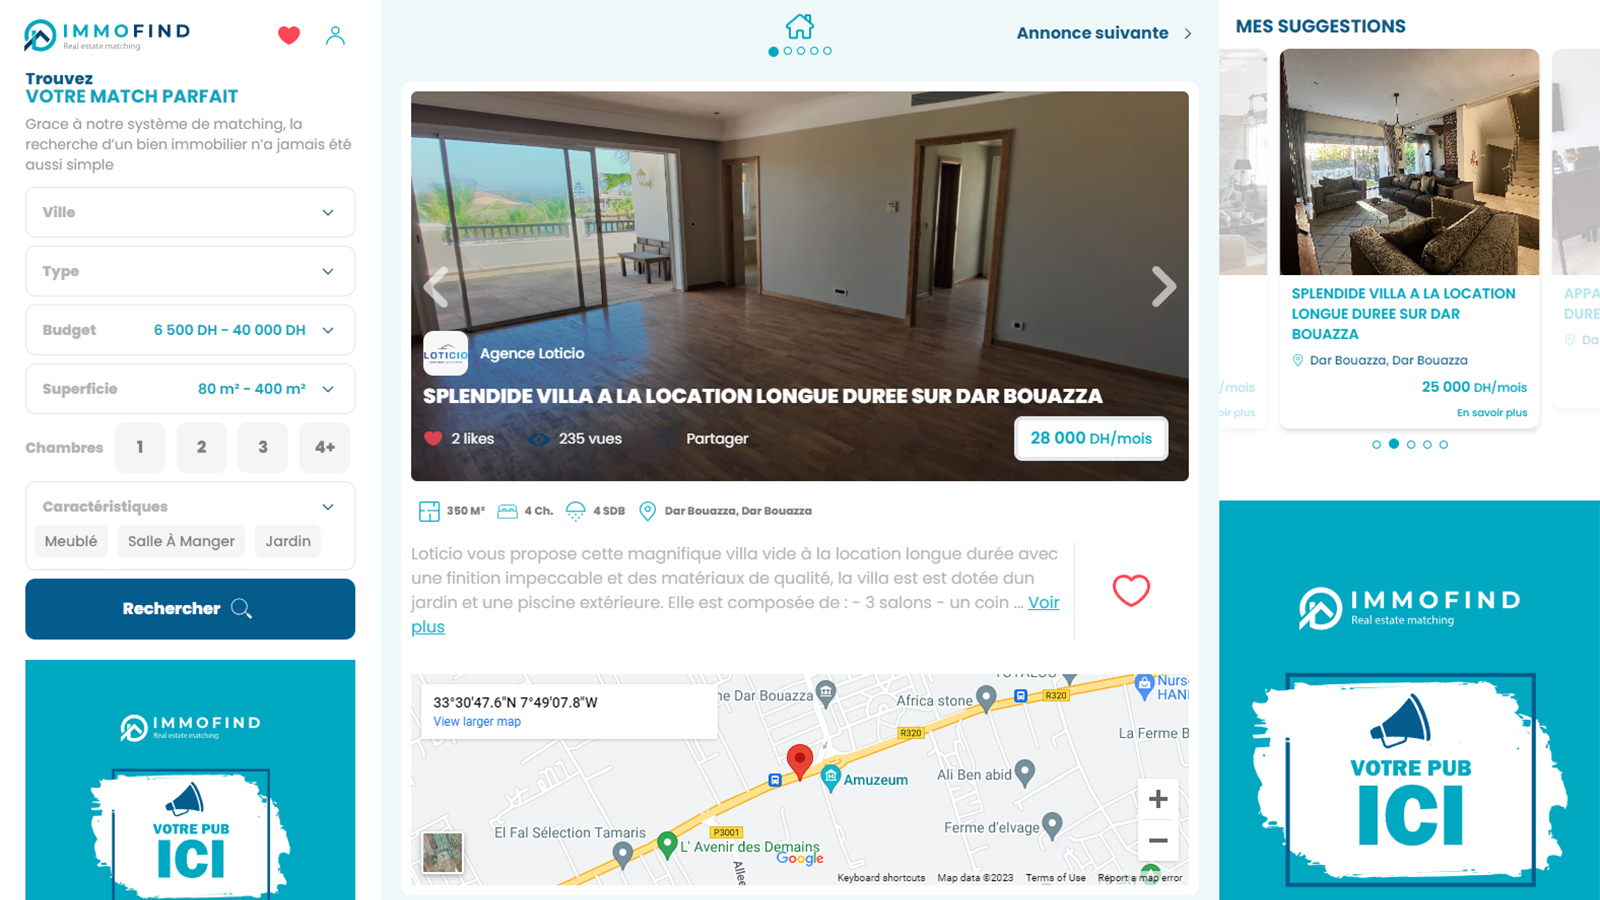 IMMOFIND
Real estate matching
Trouvez
VOTRE MATCH PARFAIT
Grace à notre système de matching, la
recherche d'un bien immobilier n'a jamais été
aussi simple
Ville
Type
Budget 6 500 DH - 40 000 DH
Superficie 80 m² - 400 m²
Chambres 1 2 3 4+
Caractéristiques
Meublé Salle À Manger Jardin
Rechercher
IMMOFIND
Real estate matching
VOTRE PUB
ICI
Annonce suivante
LOTICIO
Agence Loticio
SPLENDIDE VILLA A LA LOCATION LONGUE DUREE SUR DAR BOUAZZA
2 likes 235 vues Partager
28 000 DH/mois
350 M² 4 Ch. 4 SDB Dar Bouazza, Dar Bouazza
Loticio vous propose cette magnifique villa vide à la location longue durée avec
une finition impeccable et des matériaux de qualité, la villa est est dotée dun
jardin et une piscine extérieure. Elle est composée de : - 3 salons - un coin ... Voir
plus
33°30'47.6"N 7°49'07.8"W
View larger map
ne Dar Bouazza
Africa stone
R320
Nurs
HANI
R320
La Ferme B
Amuzeum
Ali Ben abid
El Fal Sélection Tamaris
P3001
L' Avenir des Demains
Ferme d'elvage
Allee
Google
Keyboard shortcuts Map data ©2023 Terms of Use Report a map error
MES SUGGESTIONS
SPLENDIDE VILLA A LA LOCATION
LONGUE DUREE SUR DAR
BOUAZZA
Dar Bouazza, Dar Bouazza
25 000 DH/mois
En savoir plus
/mois
oir plus
APPA
DURE
Da
IMMOFIND
Real estate matching
VOTRE PUB
ICI